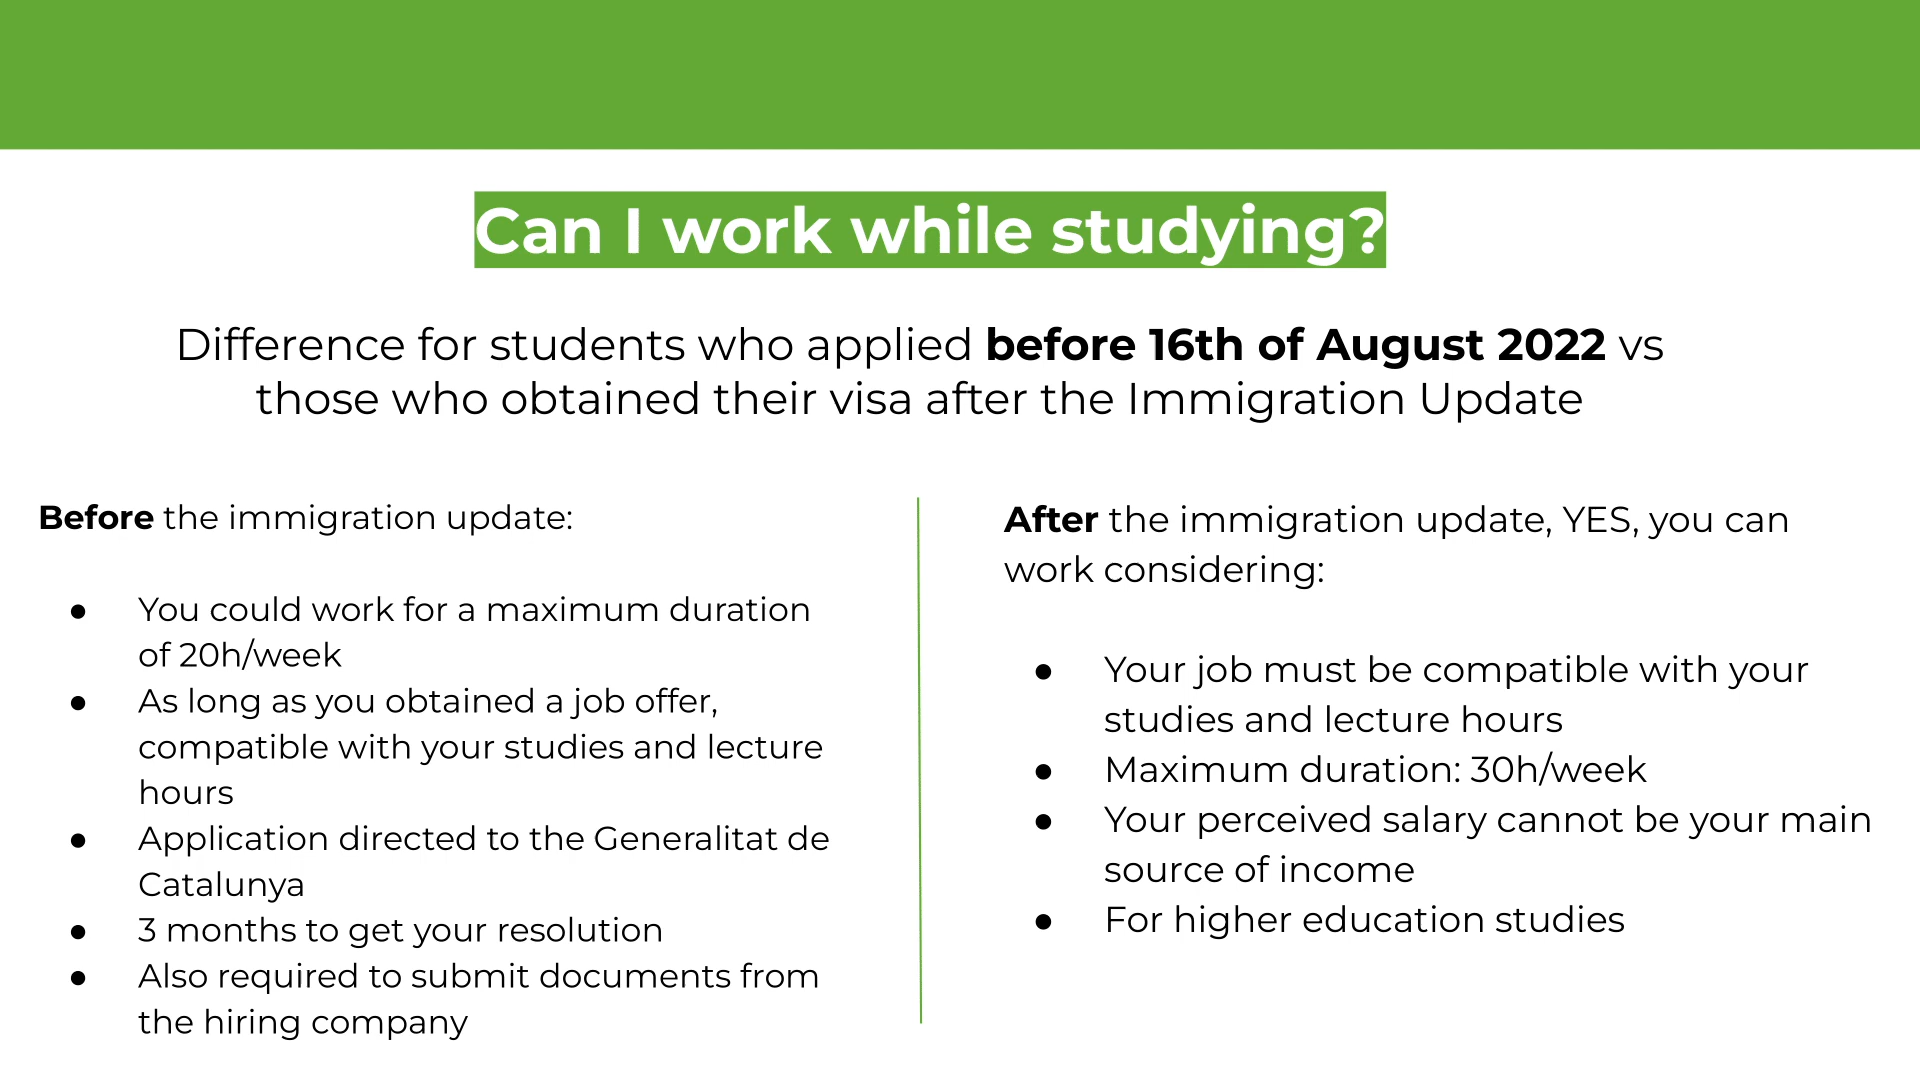 Can I work while studying?
Difference for students who applied before 16th of August 2022 vs
those who obtained their visa after the Immigration Update
Before the immigration update:
● You could work for a maximum duration
of 20h/week
● As long as you obtained a job offer,
compatible with your studies and lecture
hours
● Application directed to the Generalitat de
Catalunya
● 3 months to get your resolution
● Also required to submit documents from
the hiring company
After the immigration update, YES, you can
work considering:
● Your job must be compatible with your
studies and lecture hours
● Maximum duration: 30h/week
● Your perceived salary cannot be your main
source of income
● For higher education studies